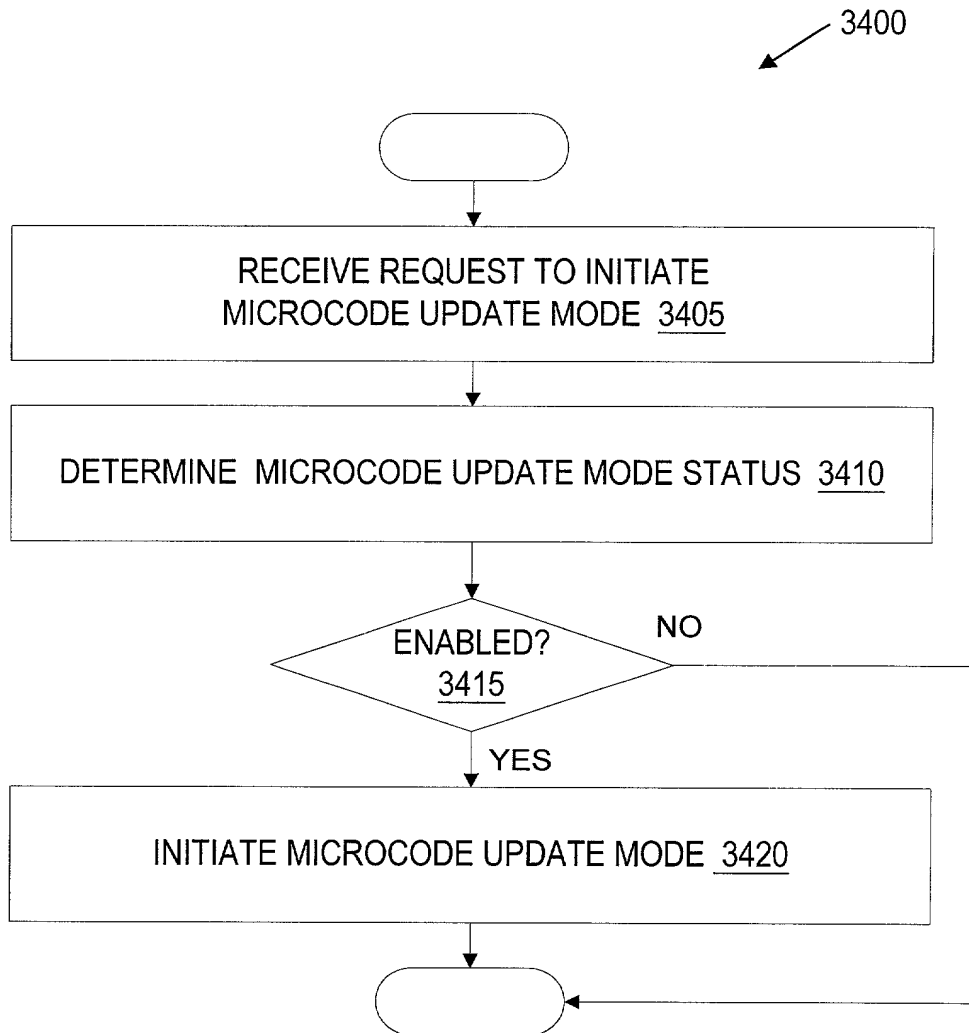 3400
RECEIVE REQUEST TO INITIATE
MICROCODE UPDATE MODE 3405
DETERMINE MICROCODE UPDATE MODE STATUS 3410
ENABLED?
3415
NO
YES
INITIATE MICROCODE UPDATE MODE 3420